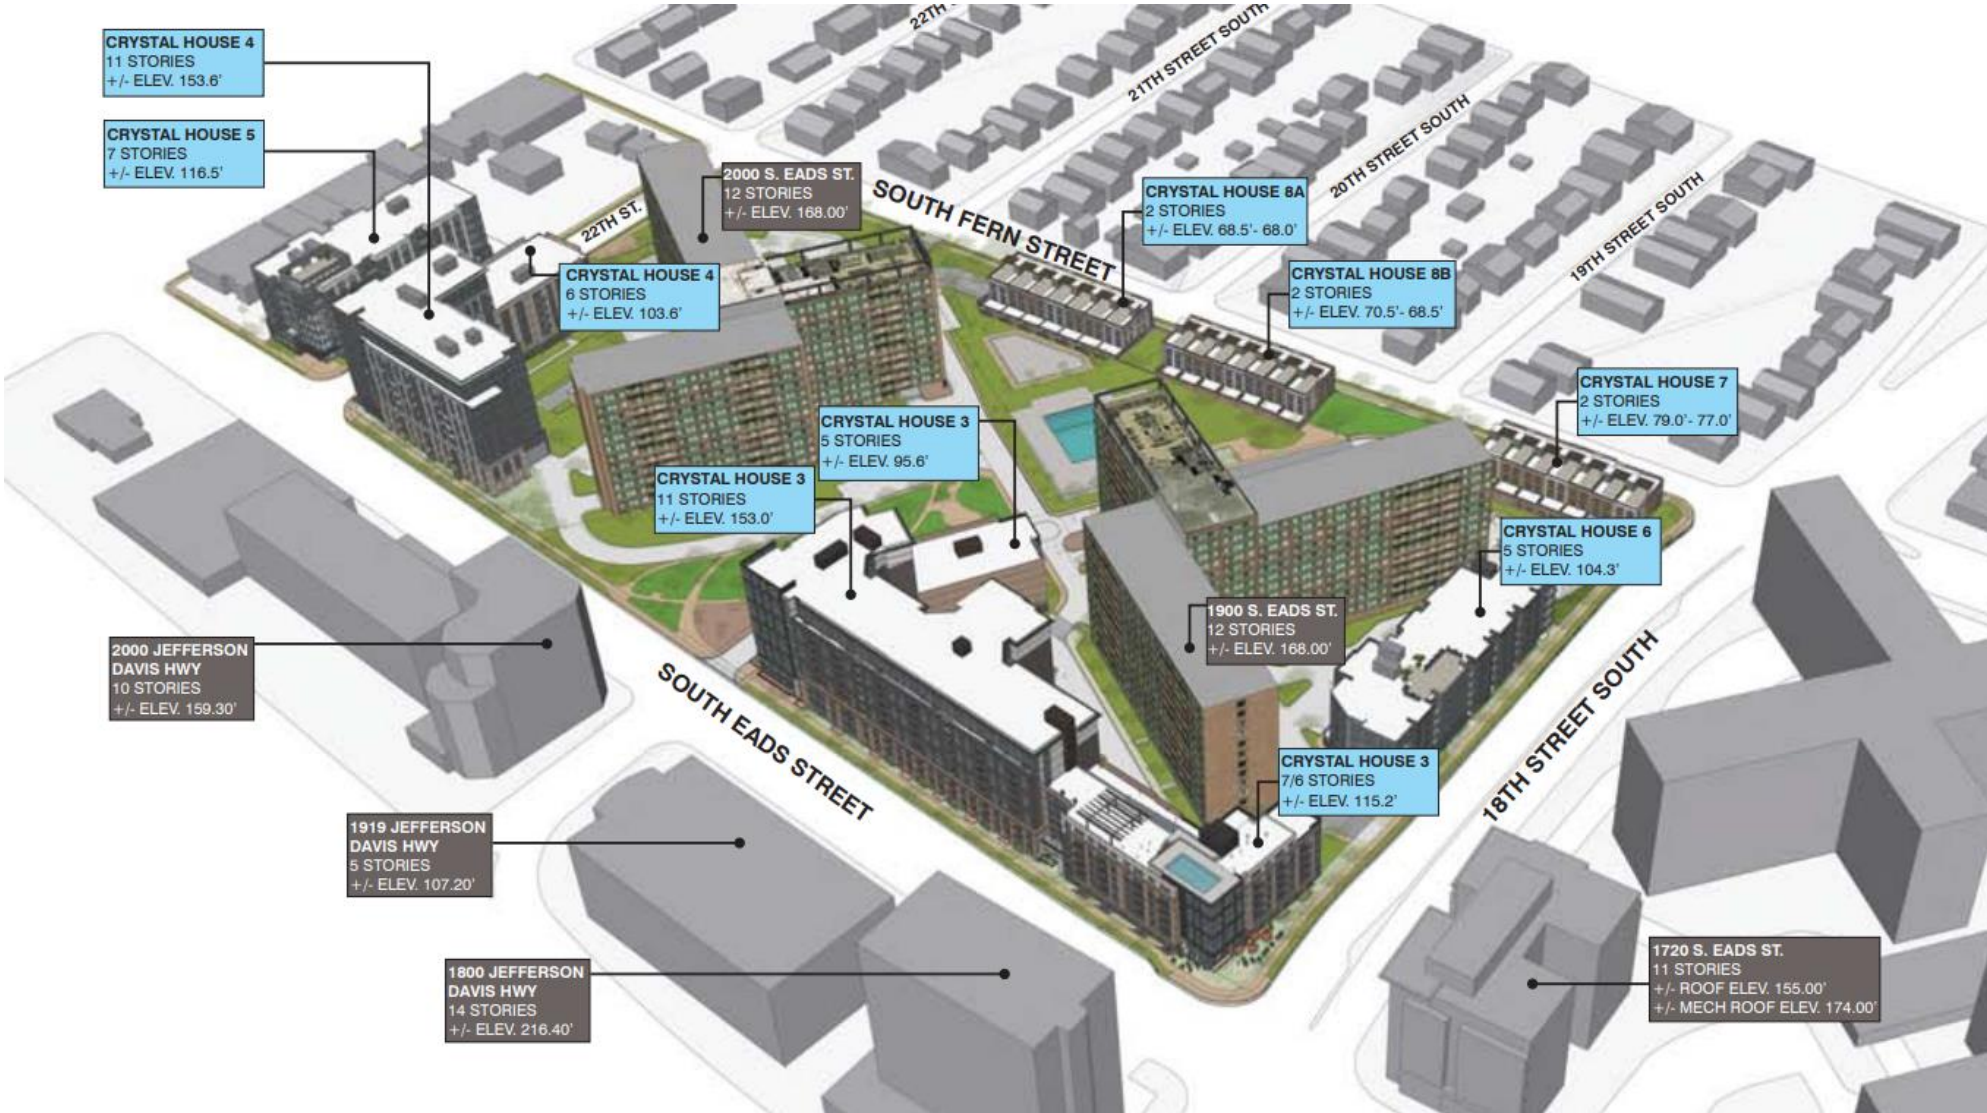 22TH
21TH STREET SOUTH
20TH STREET SOUTH
19TH STREET SOUTH
CRYSTAL HOUSE 4
11 STORIES
+/- ELEV. 153.6'
CRYSTAL HOUSE 5
7 STORIES
+/- ELEV. 116.5'
2000 S. EADS ST.
12 STORIES
+/- ELEV. 168.00'
SOUTH FERN STREET
CRYSTAL HOUSE 8A
2 STORIES
+/- ELEV. 68.5'- 68.0'
22TH ST.
CRYSTAL HOUSE 4
6 STORIES
+/- ELEV. 103.6'
CRYSTAL HOUSE 8B
2 STORIES
+/- ELEV. 70.5'- 68.5'
CRYSTAL HOUSE 7
2 STORIES
+/- ELEV. 79.0'- 77.0'
CRYSTAL HOUSE 3
5 STORIES
+/- ELEV. 95.6'
CRYSTAL HOUSE 3
11 STORIES
+/- ELEV. 153.0'
CRYSTAL HOUSE 6
5 STORIES
+/- ELEV. 104.3'
1900 S. EADS ST.
12 STORIES
+/- ELEV. 168.00'
2000 JEFFERSON
DAVIS HWY
10 STORIES
+/- ELEV. 159.30'
SOUTH EADS STREET
18TH STREET SOUTH
CRYSTAL HOUSE 3
7/6 STORIES
+/- ELEV. 115.2'
1919 JEFFERSON
DAVIS HWY
5 STORIES
+/- ELEV. 107.20'
1800 JEFFERSON
DAVIS HWY
14 STORIES
+/- ELEV. 216.40'
1720 S. EADS ST.
11 STORIES
+/- ROOF ELEV. 155.00'
+/- MECH ROOF ELEV. 174.00'